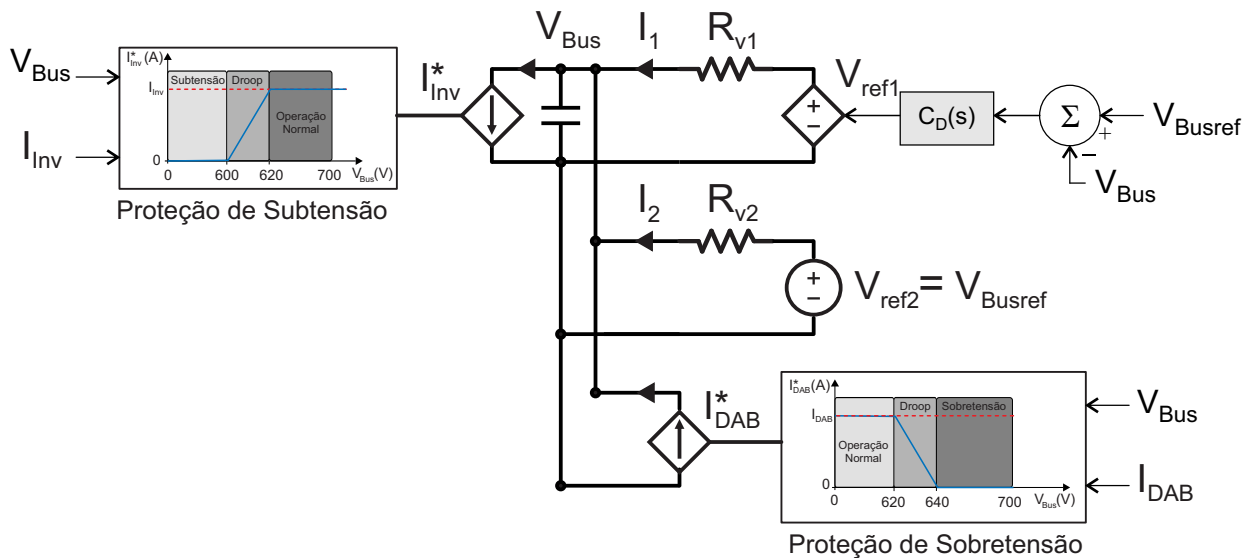 V_Bus
I_Inv
I*_Inv(A)
I_Inv
Subtensão Droop
Operação
Normal
0
0 600 620 700 V_Bus(V)
Proteção de Subtensão
I*_Inv
V_Bus
I_1
R_v1
+
−
V_ref1
C_D(s)
Σ
+
−
V_Busref
V_Bus
I_2
R_v2
+
−
V_ref2 = V_Busref
I*_DAB
I*_DAB(A)
I_DAB
Droop Sobretensão
Operação
Normal
0
0 620 640 700 V_Bus(V)
V_Bus
I_DAB
Proteção de Sobretensão